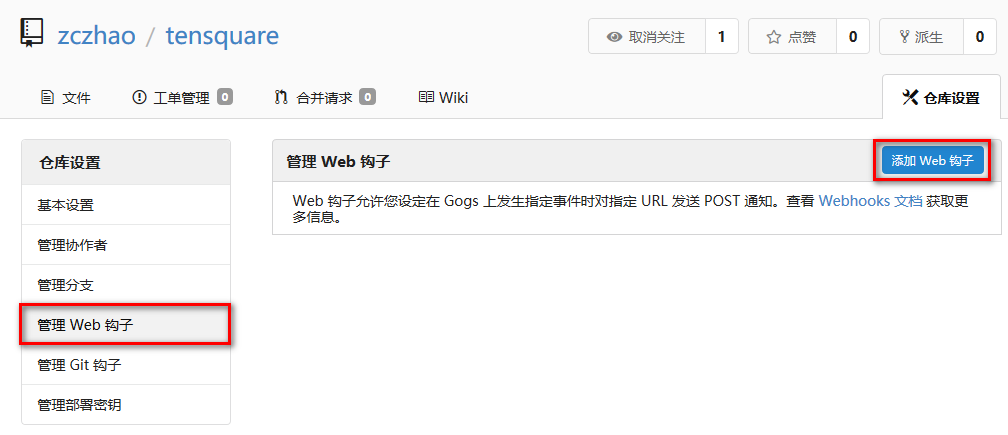 zczhao / tensquare
取消关注 1
点赞 0
派生 0
文件
工单管理 0
合并请求 0
Wiki
仓库设置
仓库设置
基本设置
管理协作者
管理分支
管理 Web 钩子
管理 Git 钩子
管理部署密钥
管理 Web 钩子
添加 Web 钩子
Web 钩子允许您设定在 Gogs 上发生指定事件时对指定 URL 发送 POST 通知。查看 Webhooks 文档 获取更
多信息。